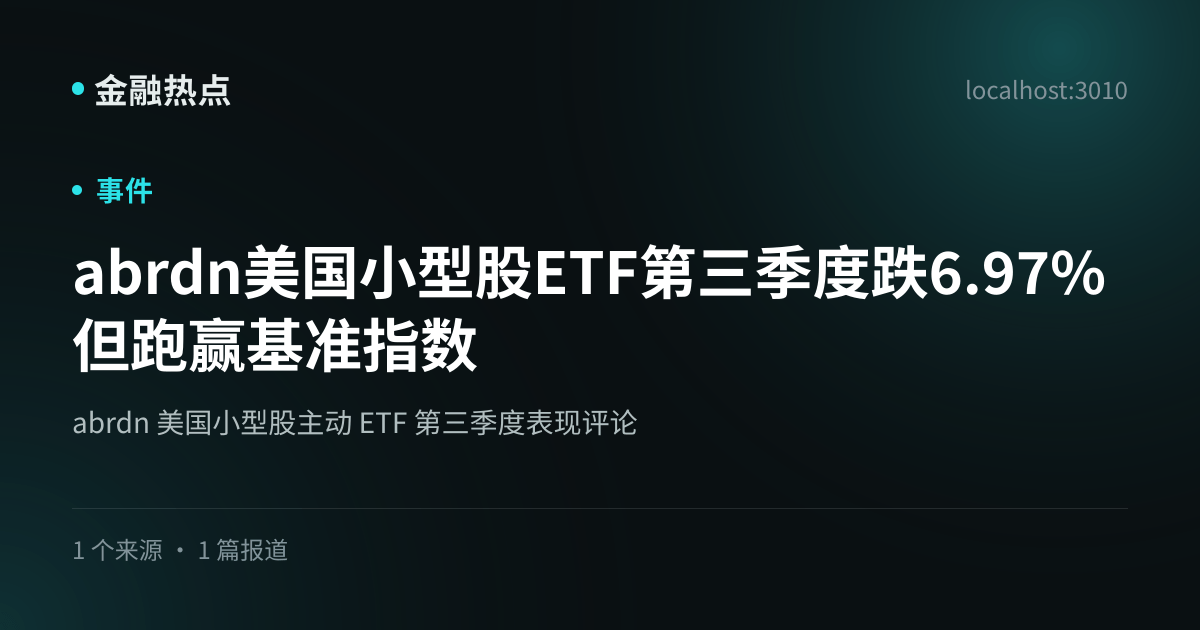 金融热点
localhost:3010
事件
abrdn美国小型股ETF第三季度跌6.97%
但跑赢基准指数
abrdn 美国小型股主动 ETF 第三季度表现评论
1 个来源 · 1 篇报道